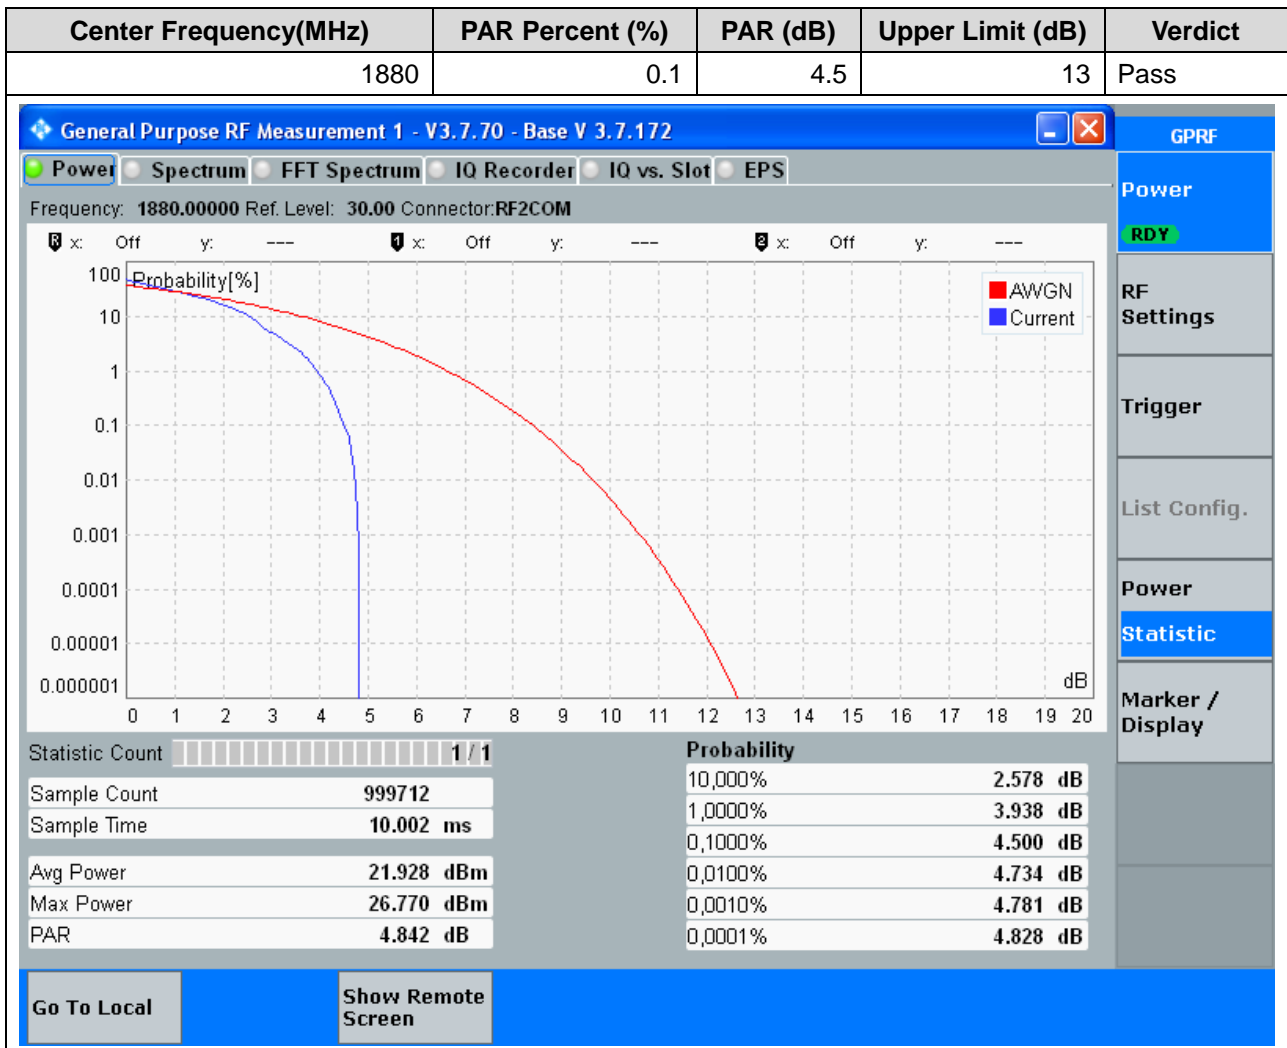 Center Frequency(MHz) PAR Percent (%) PAR (dB) Upper Limit (dB) Verdict
1880 0.1 4.5 13 Pass
General Purpose RF Measurement 1 - V3.7.70 - Base V 3.7.172
GPRF
Power Spectrum FFT Spectrum IQ Recorder IQ vs. Slot EPS
Power
RDY
Frequency: 1880.00000 Ref. Level: 30.00 Connector:RF2COM
R x: Off y: --- 1 x: Off y: --- 2 x: Off y: ---
Probability[%]
AWGN
Current
100
10
1
0.1
0.01
0.001
0.0001
0.00001
0.000001
dB
0 1 2 3 4 5 6 7 8 9 10 11 12 13 14 15 16 17 18 19 20
RF
Settings
Trigger
List Config.
Power
Statistic
Marker /
Display
Statistic Count 1 / 1
Sample Count 999712
Sample Time 10.002 ms
Avg Power 21.928 dBm
Max Power 26.770 dBm
PAR 4.842 dB
Probability
10,000% 2.578 dB
1,0000% 3.938 dB
0,1000% 4.500 dB
0,0100% 4.734 dB
0,0010% 4.781 dB
0,0001% 4.828 dB
Go To Local
Show Remote
Screen